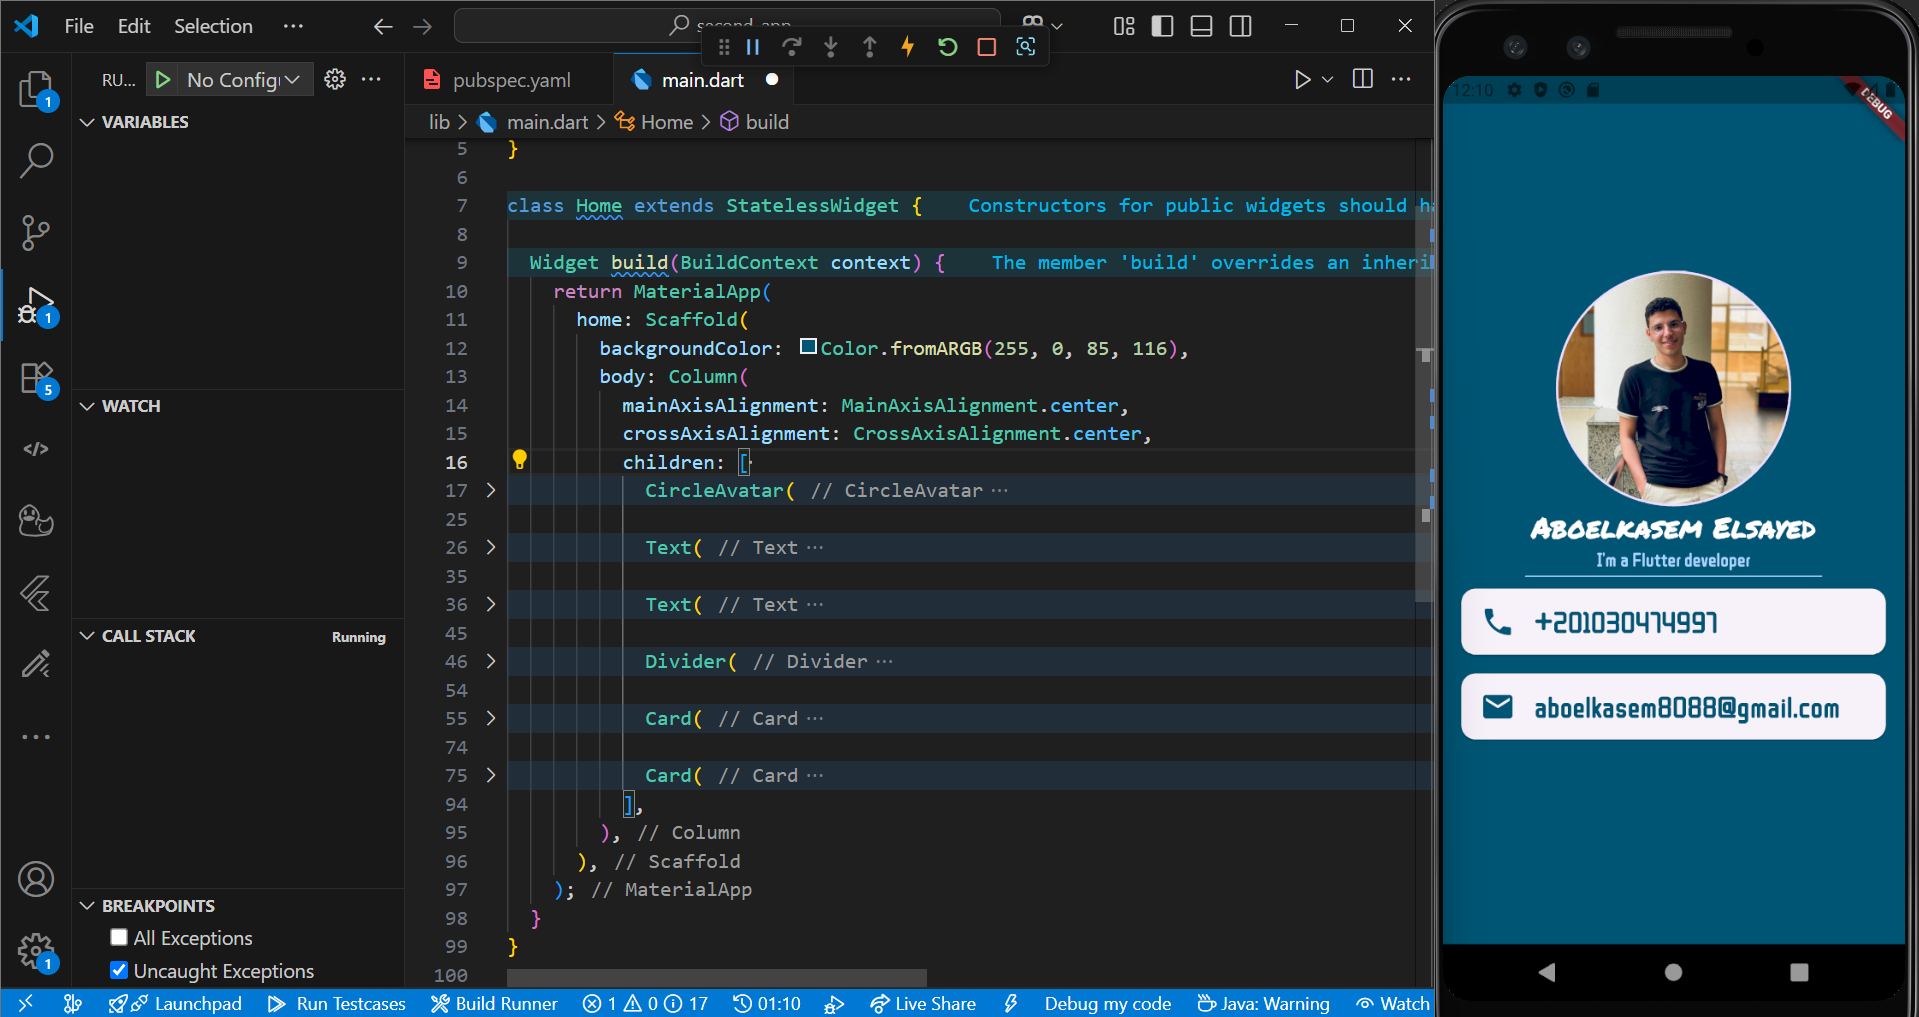 File Edit Selection ···
second_app
RU... No Config
pubspec.yaml
main.dart
lib > main.dart > Home > build
VARIABLES
WATCH
CALL STACK
Running
BREAKPOINTS
All Exceptions
Uncaught Exceptions
1
1
5
1
5 }
6
7 class Home extends StatelessWidget { Constructors for public widgets should ha
8
9 Widget build(BuildContext context) { The member 'build' overrides an inheri
10 return MaterialApp(
11 home: Scaffold(
12 backgroundColor: Color.fromARGB(255, 0, 85, 116),
13 body: Column(
14 mainAxisAlignment: MainAxisAlignment.center,
15 crossAxisAlignment: CrossAxisAlignment.center,
16 children: [
17 CircleAvatar( // CircleAvatar ···
25
26 Text( // Text ···
35
36 Text( // Text ···
45
46 Divider( // Divider ···
54
55 Card( // Card ···
74
75 Card( // Card ···
94 ],
95 ), // Column
96 ), // Scaffold
97 ); // MaterialApp
98 }
99 }
100
Launchpad Run Testcases Build Runner 1 0 17 01:10 Live Share Debug my code Java: Warning Watch
12:10
DEBUG
Aboelkasem Elsayed
I'm a Flutter developer
+201030474997
aboelkasem8088@gmail.com